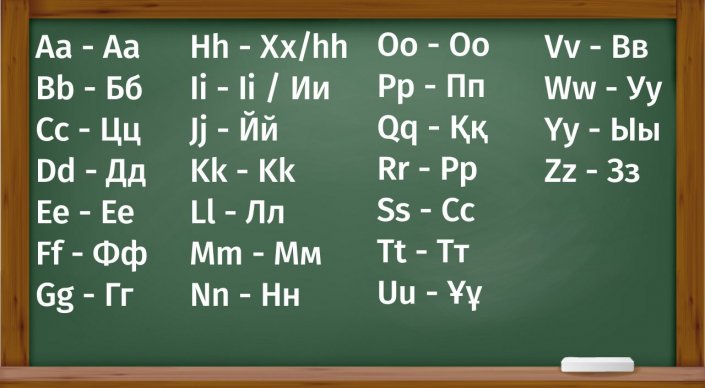 Aa - Аа
Bb - Бб
Cc - Цц
Dd - Дд
Ee - Ее
Ff - Фф
Gg - Гг
Hh - Хх/hh
Ii - Ii / Ии
Jj - Йй
Kk - Kk
Ll - Лл
Mm - Мм
Nn - Нн
Oo - Оо
Pp - Пп
Qq - Ққ
Rr - Рр
Ss - Сс
Tt - Тт
Uu - Ұұ
Vv - Вв
Ww - Уу
Yy - Ыы
Zz - Зз